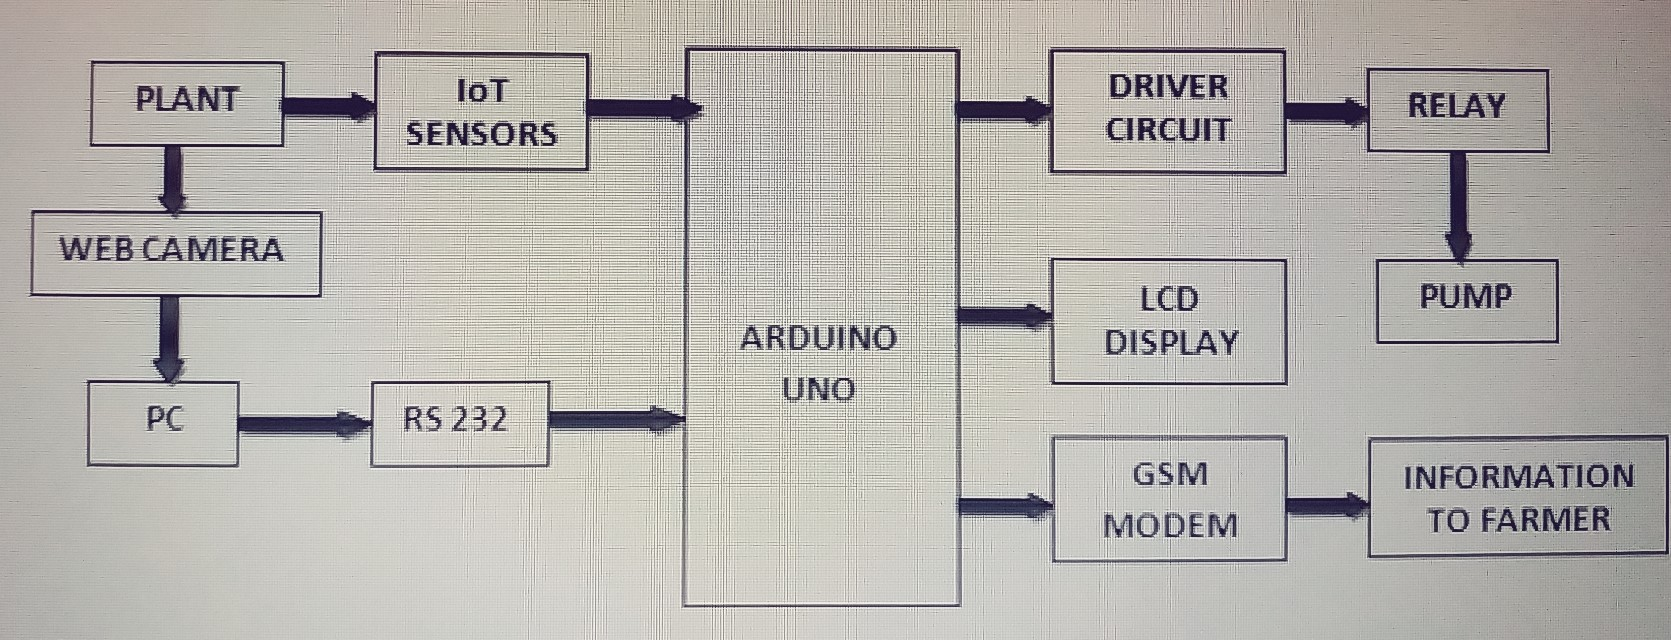 PLANT
IoT
SENSORS
DRIVER
CIRCUIT
RELAY
WEB CAMERA
LCD
DISPLAY
PUMP
ARDUINO
UNO
PC
RS 232
GSM
MODEM
INFORMATION
TO FARMER